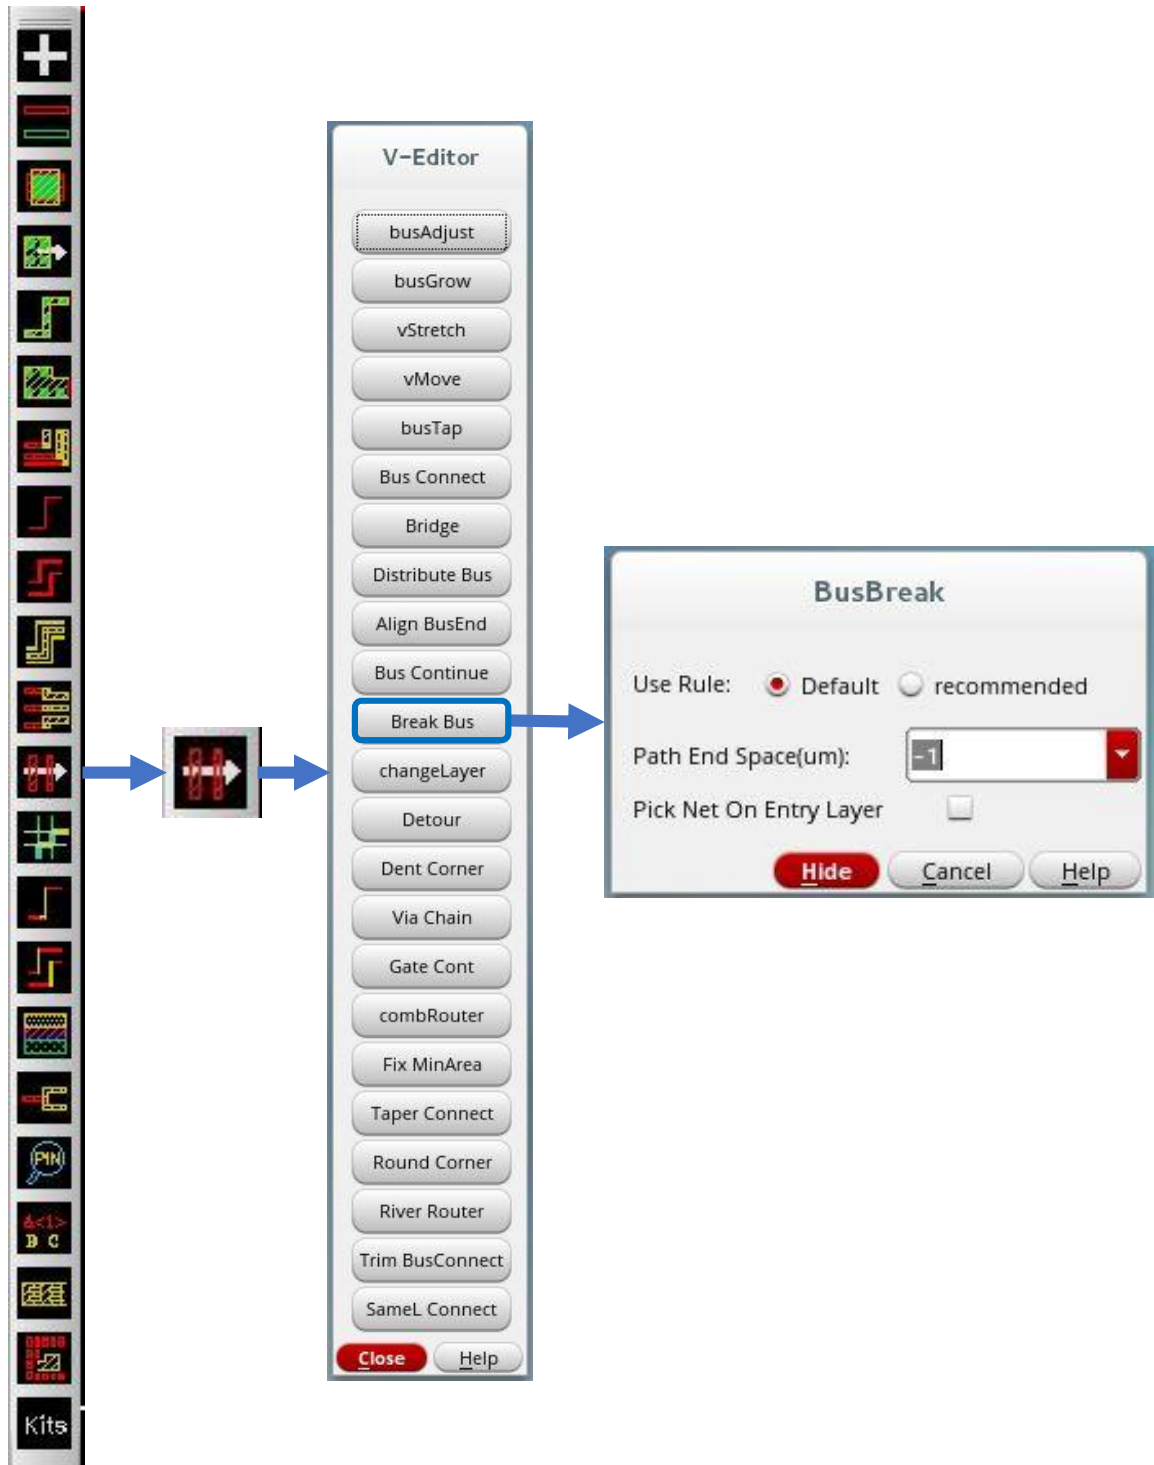 PIN
&<1>
B C
Kits
V-Editor
busAdjust
busGrow
vStretch
vMove
busTap
Bus Connect
Bridge
Distribute Bus
Align BusEnd
Bus Continue
Break Bus
changeLayer
Detour
Dent Corner
Via Chain
Gate Cont
combRouter
Fix MinArea
Taper Connect
Round Corner
River Router
Trim BusConnect
SameL Connect
Close Help
BusBreak
Use Rule: Default recommended
Path End Space(um): -1
Pick Net On Entry Layer
Hide Cancel Help